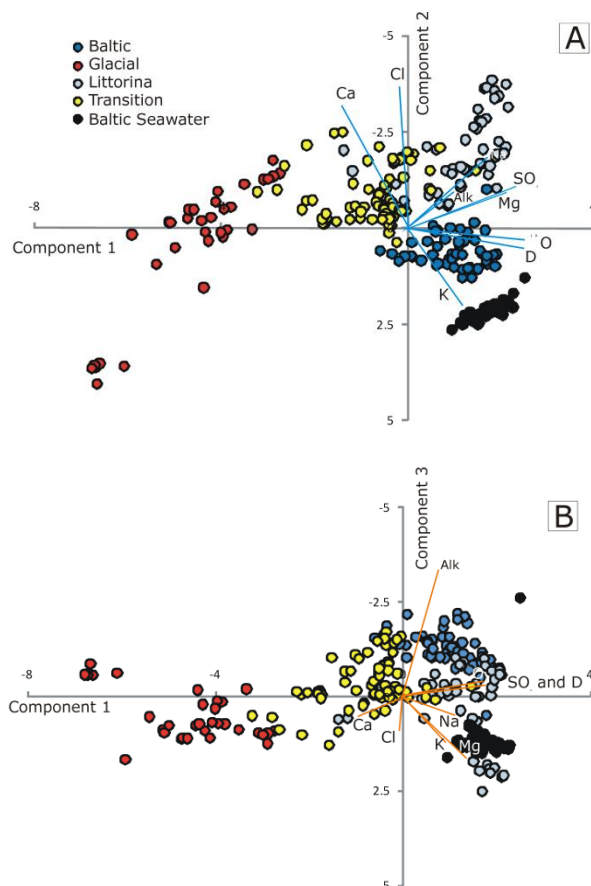 A
Baltic
Glacial
Littorina
Transition
Baltic Seawater
Component 2
-5
-2.5
2.5
5
-8
Component 1
Ca
Cl
SO
Alk
Mg
O
D
K
B
Component 3
-5
-2.5
2.5
-8
-4
4
Component 1
Alk
SO and D
Ca
Na
Cl
K
Mg